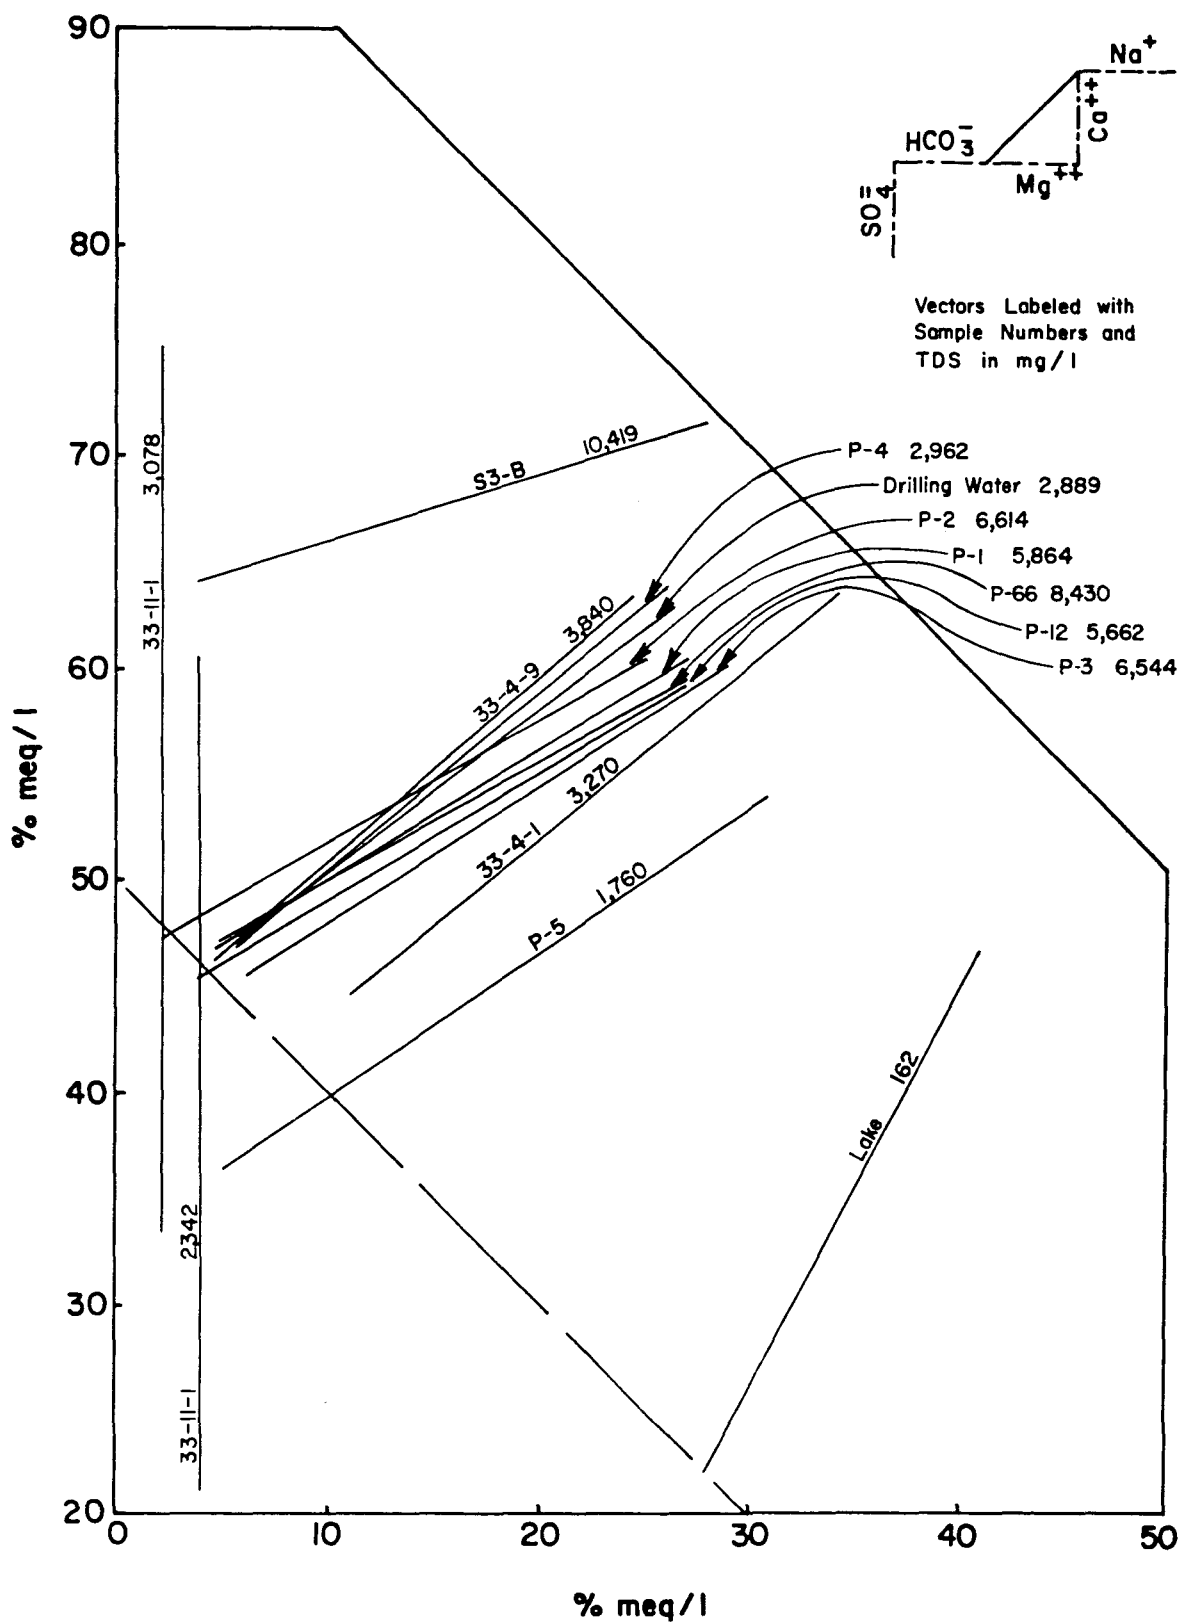 90
80
70
60
50
40
30
20
0
10
20
30
40
50
% meq/l
% meq/l
Na+
Ca++
HCO3−
Mg++
SO4=
Vectors Labeled with
Sample Numbers and
TDS in mg/l
33-11-1 3,078
S3-B 10,419
P-4 2,962
Drilling Water 2,889
P-2 6,614
P-1 5,864
P-66 8,430
P-12 5,662
P-3 6,544
33-4-9 3,840
33-4-1 3,270
P-5 1,760
33-11-1 2342
Lake 162